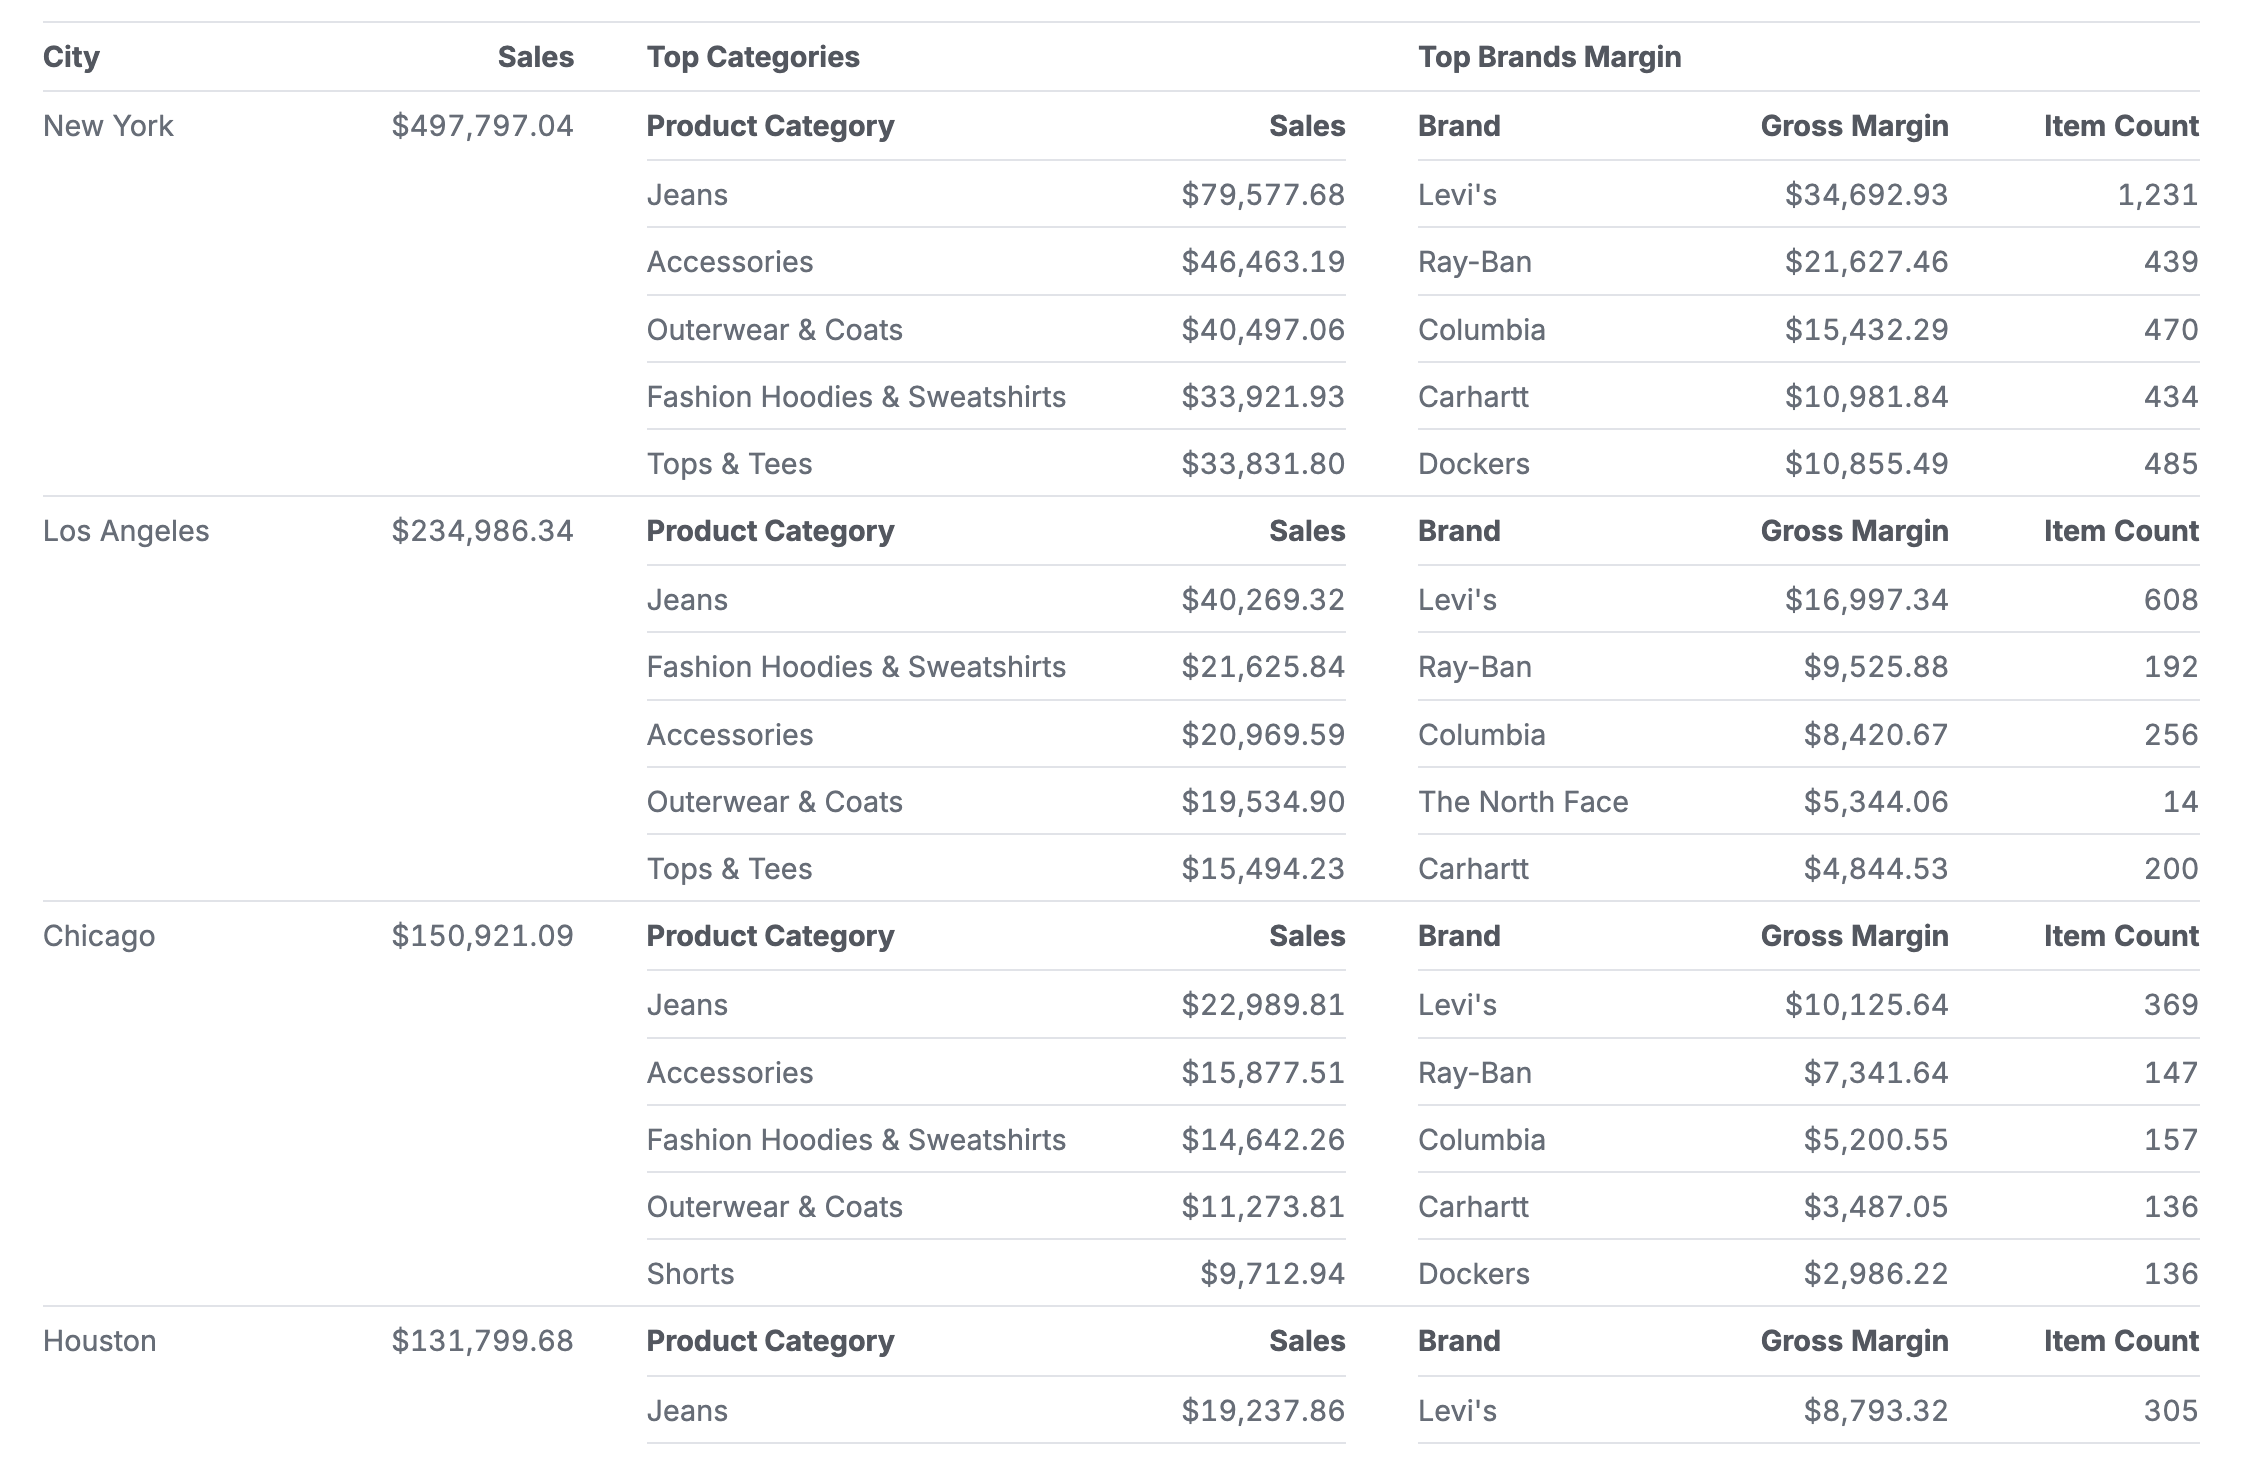 City Sales Top Categories Top Brands Margin
New York $497,797.04 Product Category Sales Brand Gross Margin Item Count
Jeans $79,577.68 Levi's $34,692.93 1,231
Accessories $46,463.19 Ray-Ban $21,627.46 439
Outerwear & Coats $40,497.06 Columbia $15,432.29 470
Fashion Hoodies & Sweatshirts $33,921.93 Carhartt $10,981.84 434
Tops & Tees $33,831.80 Dockers $10,855.49 485
Los Angeles $234,986.34 Product Category Sales Brand Gross Margin Item Count
Jeans $40,269.32 Levi's $16,997.34 608
Fashion Hoodies & Sweatshirts $21,625.84 Ray-Ban $9,525.88 192
Accessories $20,969.59 Columbia $8,420.67 256
Outerwear & Coats $19,534.90 The North Face $5,344.06 14
Tops & Tees $15,494.23 Carhartt $4,844.53 200
Chicago $150,921.09 Product Category Sales Brand Gross Margin Item Count
Jeans $22,989.81 Levi's $10,125.64 369
Accessories $15,877.51 Ray-Ban $7,341.64 147
Fashion Hoodies & Sweatshirts $14,642.26 Columbia $5,200.55 157
Outerwear & Coats $11,273.81 Carhartt $3,487.05 136
Shorts $9,712.94 Dockers $2,986.22 136
Houston $131,799.68 Product Category Sales Brand Gross Margin Item Count
Jeans $19,237.86 Levi's $8,793.32 305